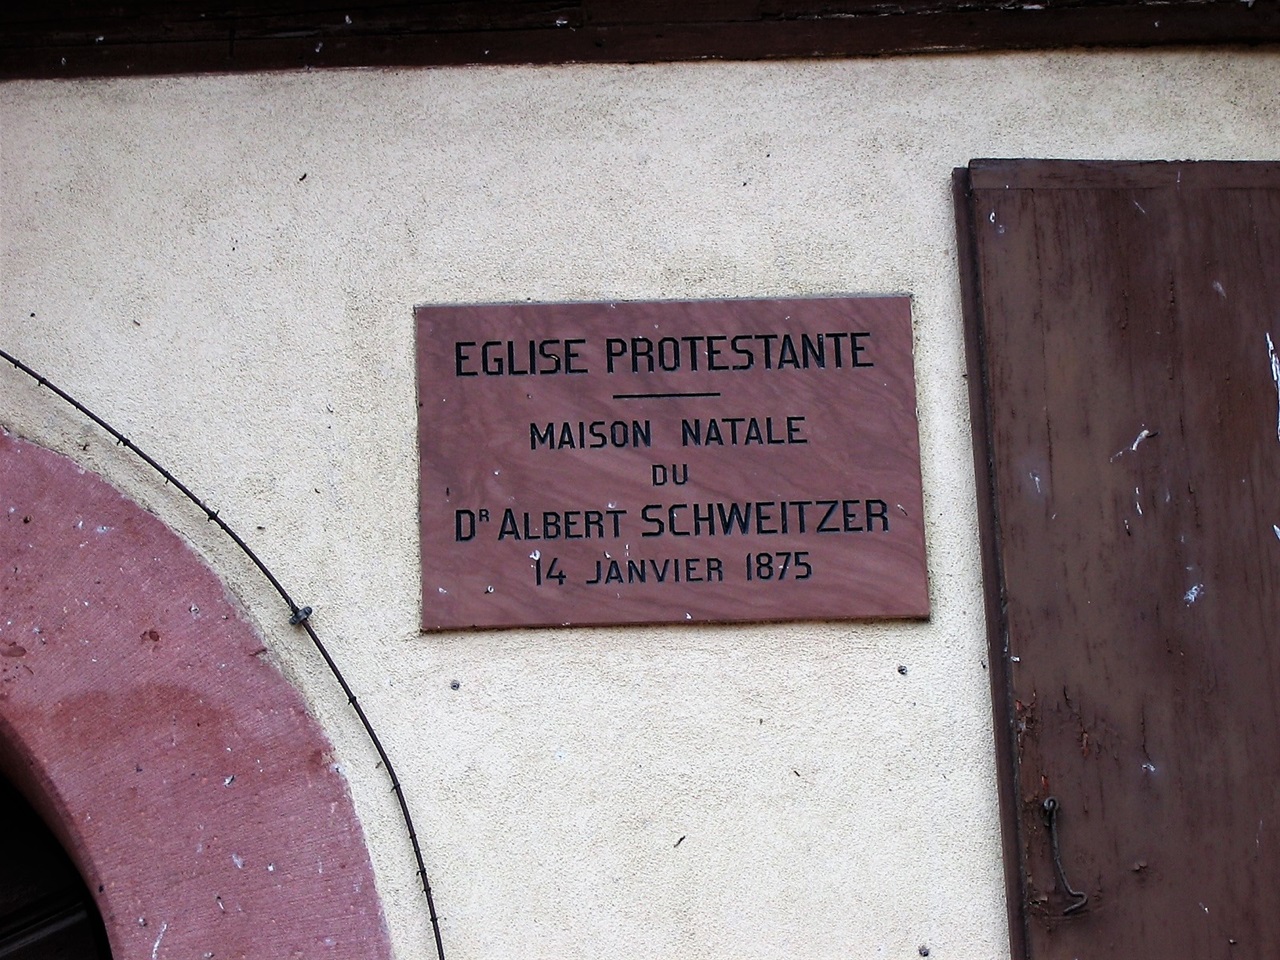 EGLISE PROTESTANTE
MAISON NATALE
DU
DR ALBERT SCHWEITZER
14 JANVIER 1875